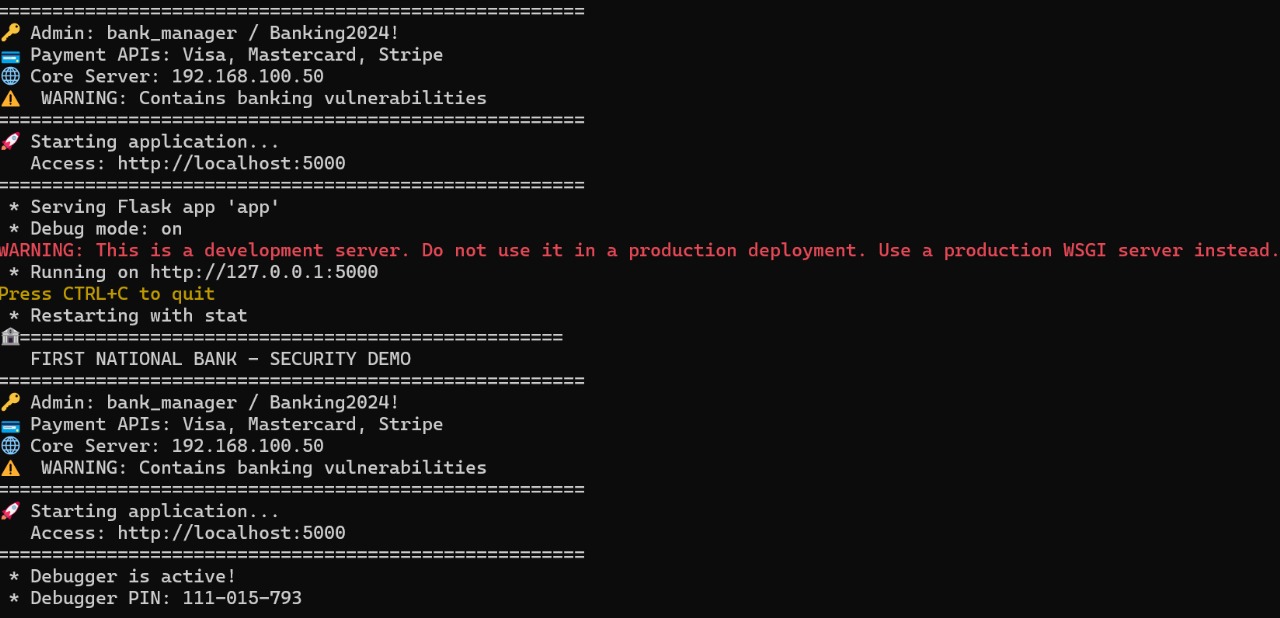 =======================================================
🔑 Admin: bank_manager / Banking2024!
💳 Payment APIs: Visa, Mastercard, Stripe
🌐 Core Server: 192.168.100.50
⚠️  WARNING: Contains banking vulnerabilities
=======================================================
🚀 Starting application...
   Access: http://localhost:5000
=======================================================
 * Serving Flask app 'app'
 * Debug mode: on
WARNING: This is a development server. Do not use it in a production deployment. Use a production WSGI server instead.
 * Running on http://127.0.0.1:5000
Press CTRL+C to quit
 * Restarting with stat
🏛️==================================================
   FIRST NATIONAL BANK - SECURITY DEMO
=======================================================
🔑 Admin: bank_manager / Banking2024!
💳 Payment APIs: Visa, Mastercard, Stripe
🌐 Core Server: 192.168.100.50
⚠️  WARNING: Contains banking vulnerabilities
=======================================================
🚀 Starting application...
   Access: http://localhost:5000
=======================================================
 * Debugger is active!
 * Debugger PIN: 111-015-793